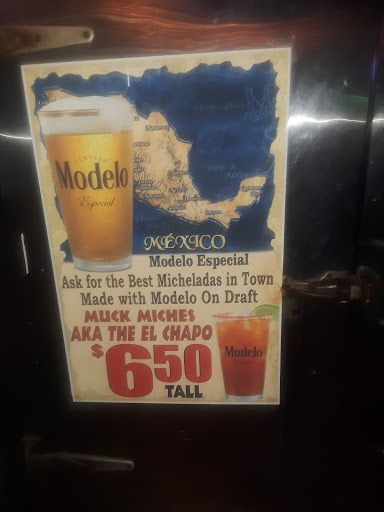 CERVEZA
Modelo
Especial
MÉXICO
Modelo Especial
Ask for the Best Micheladas in Town
Made with Modelo On Draft
MUCK MICHES
AKA THE EL CHAPO
$650
TALL
Modelo